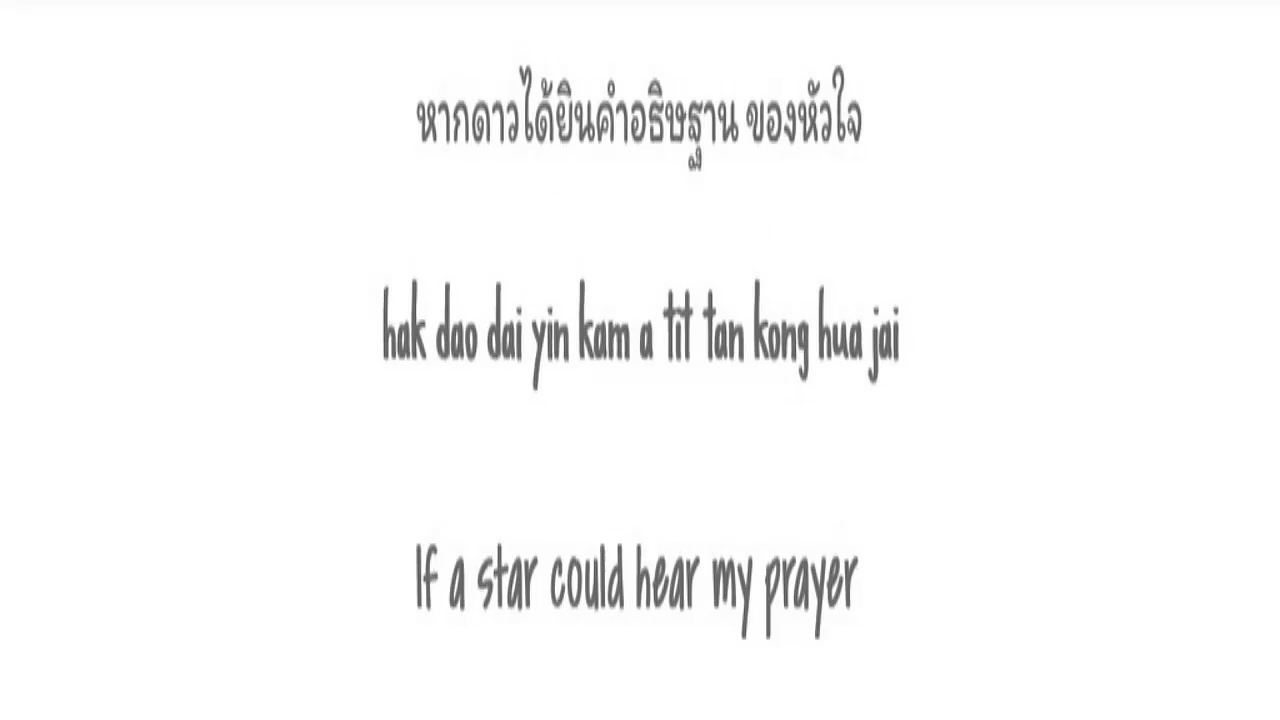 หากดาวได้ยินคำอธิษฐาน ของหัวใจ
hak dao dai yin kam a tit tan kong hua jai
If a star could hear my prayer